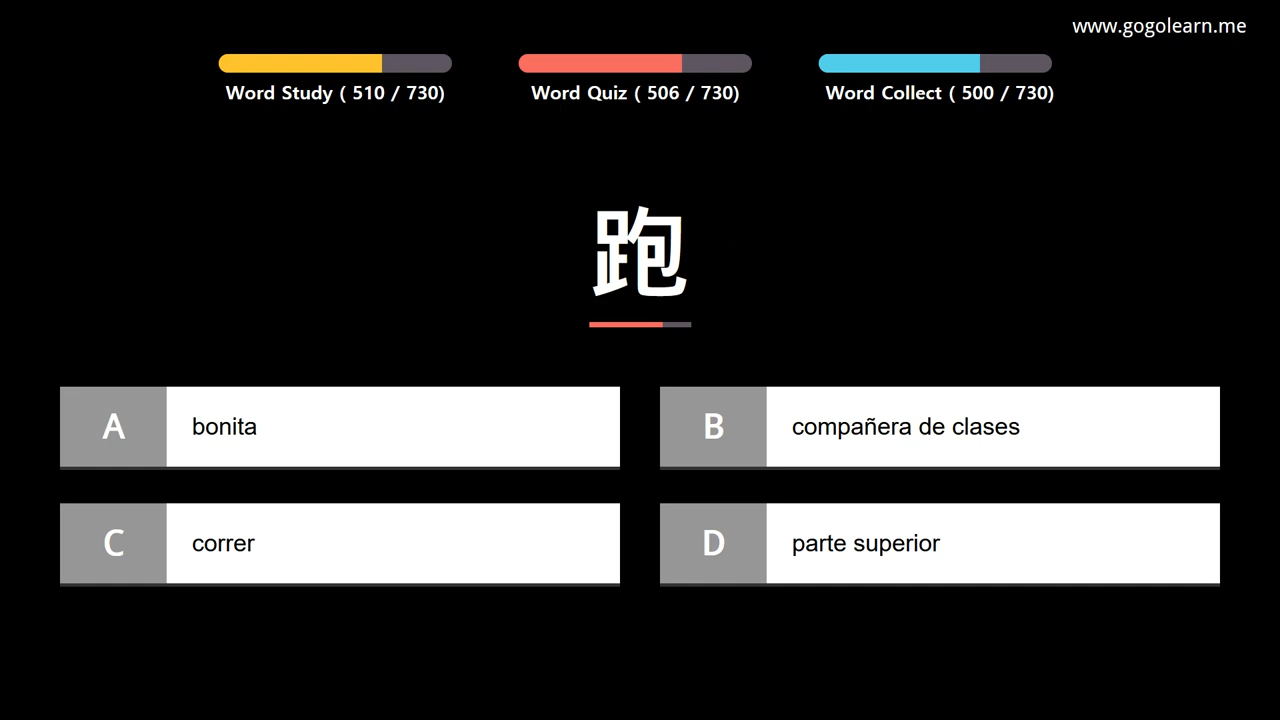 www.gogolearn.me
Word Study ( 510 / 730)
Word Quiz ( 506 / 730)
Word Collect ( 500 / 730)
跑
A bonita
B compañera de clases
C correr
D parte superior